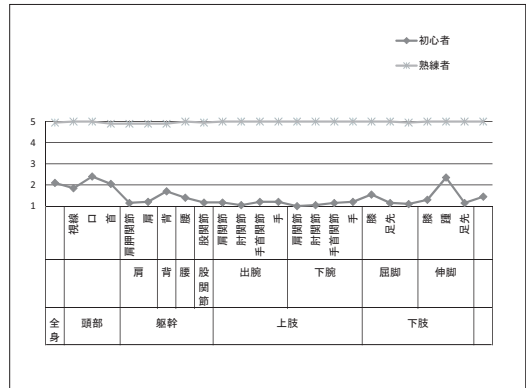 初心者
熟練者
5
4
3
2
1
視線
口
首
肩押関節
肩
背
腰
股関節
肩関節
肘関節
手首関節
手
肩関節
肘関節
手首関節
手
膝
足先
膝
踵
足先
肩
背
腰
股関節
出腕
下腕
屈脚
伸脚
全身
頭部
躯幹
上肢
下肢